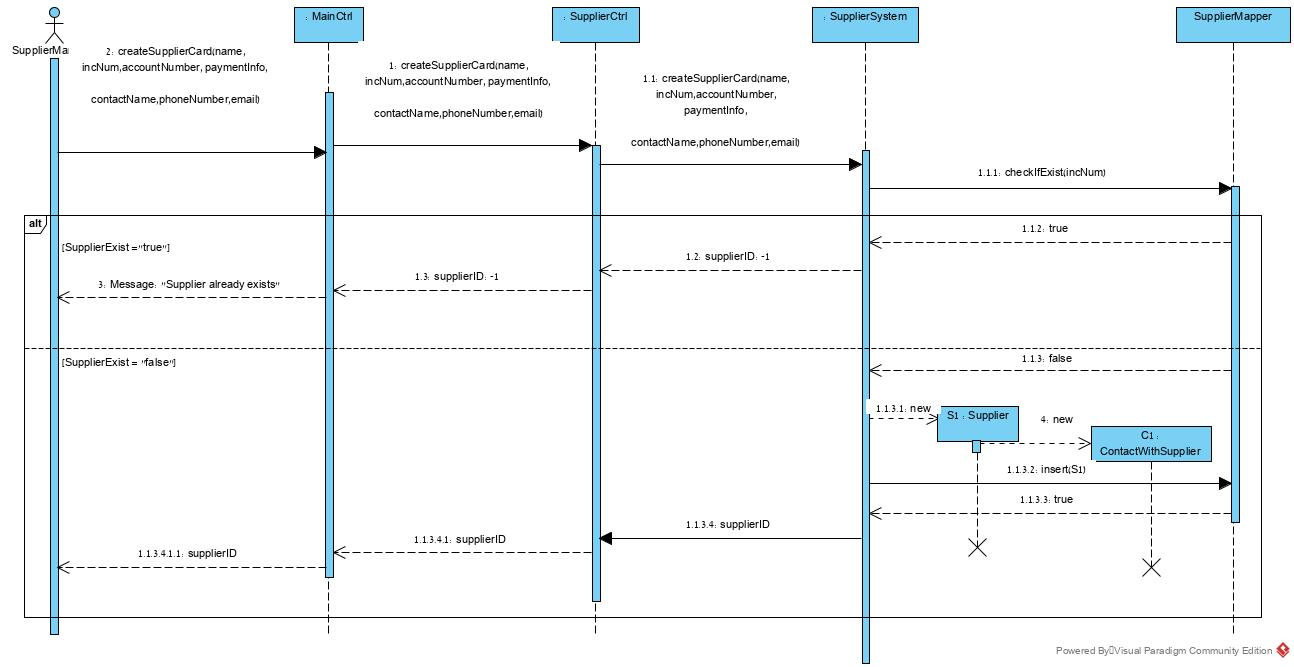 : MainCtrl
: SupplierCtrl
: SupplierSystem
SupplierMapper
SupplierMa
2: createSupplierCard(name,
incNum,accountNumber, paymentInfo,
contactName,phoneNumber,email)
1: createSupplierCard(name,
incNum,accountNumber, paymentInfo,
contactName,phoneNumber,email)
1.1: createSupplierCard(name,
incNum,accountNumber,
paymentInfo,
contactName,phoneNumber,email)
1.1.1: checkIfExist(incNum)
alt
[SupplierExist ="true"]
1.1.2: true
1.2: supplierID: -1
1.3: supplierID: -1
3: Message: "Supplier already exists"
[SupplierExist = "false"]
1.1.3: false
1.1.3.1: new
S1 : Supplier
4: new
C1 :
ContactWithSupplier
1.1.3.2: insert(S1)
1.1.3.3: true
1.1.3.4: supplierID
1.1.3.4.1: supplierID
1.1.3.4.1.1: supplierID
Powered By Visual Paradigm Community Edition